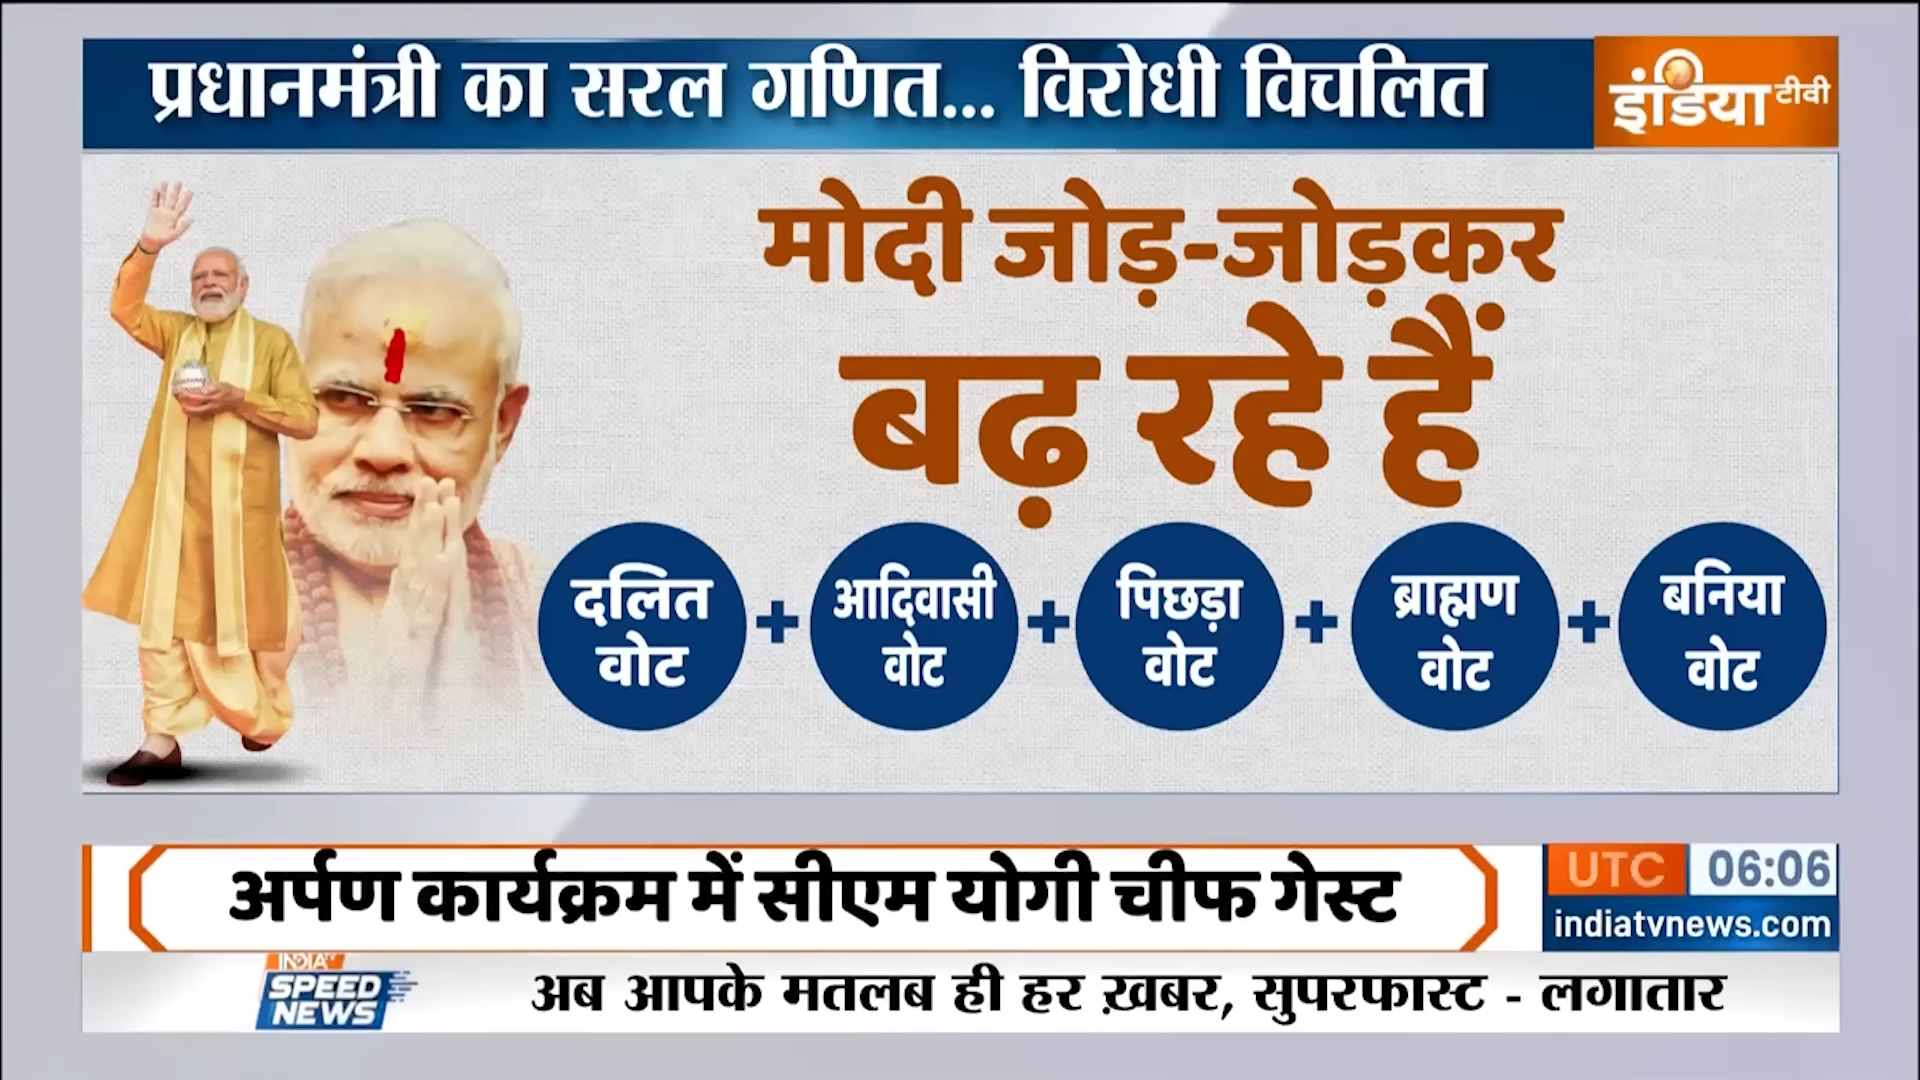 प्रधानमंत्री का सरल गणित... विरोधी विचलित
इंडिया टीवी
मोदी जोड़-जोड़कर
बढ़ रहे हैं
दलित
वोट
+
आदिवासी
वोट
+
पिछड़ा
वोट
+
ब्राह्मण
वोट
+
बनिया
वोट
अर्पण कार्यक्रम में सीएम योगी चीफ गेस्ट
UTC 06:06
indiatvnews.com
INDIA TV
SPEED
NEWS
अब आपके मतलब ही हर ख़बर, सुपरफास्ट - लगातार